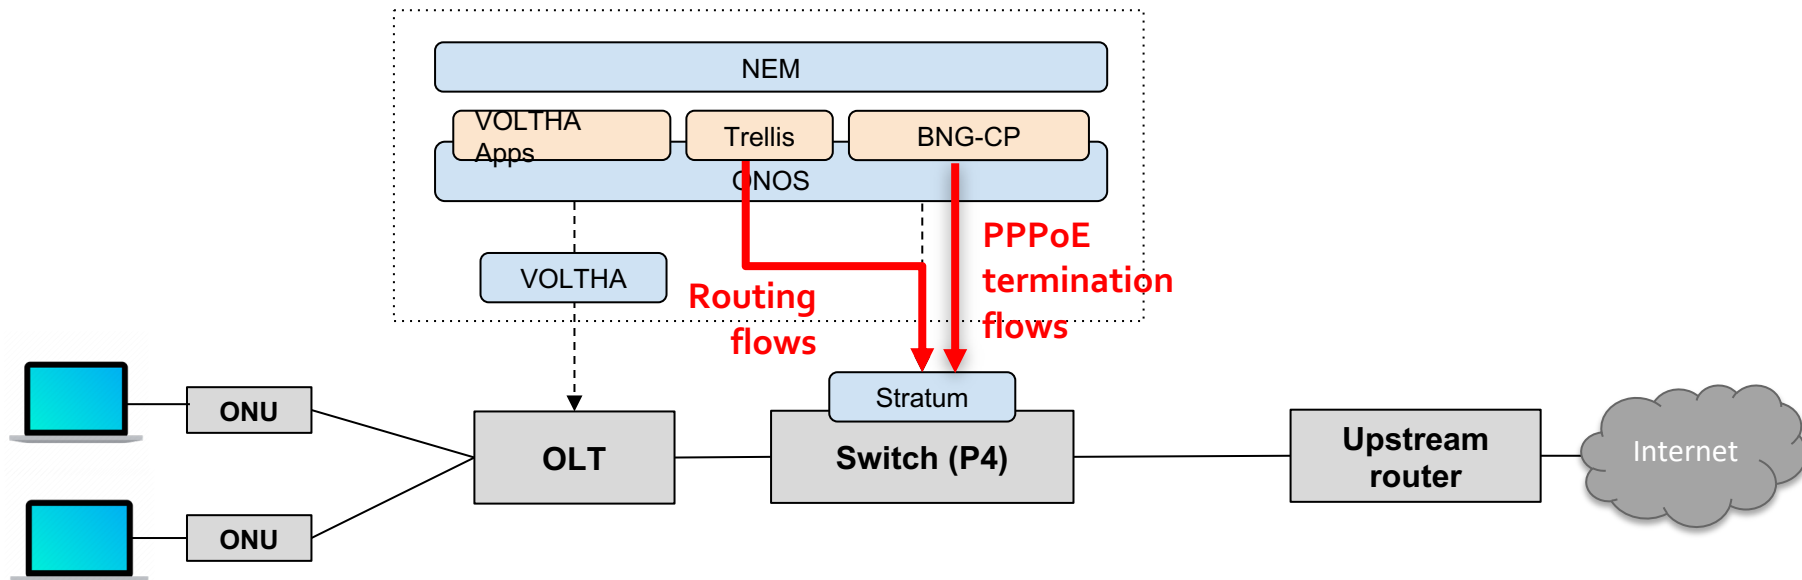 NEM
VOLTHA
Apps
Trellis
BNG-CP
ONOS
VOLTHA
Routing
flows
PPPoE
termination
flows
Stratum
ONU
ONU
OLT
Switch (P4)
Upstream
router
Internet